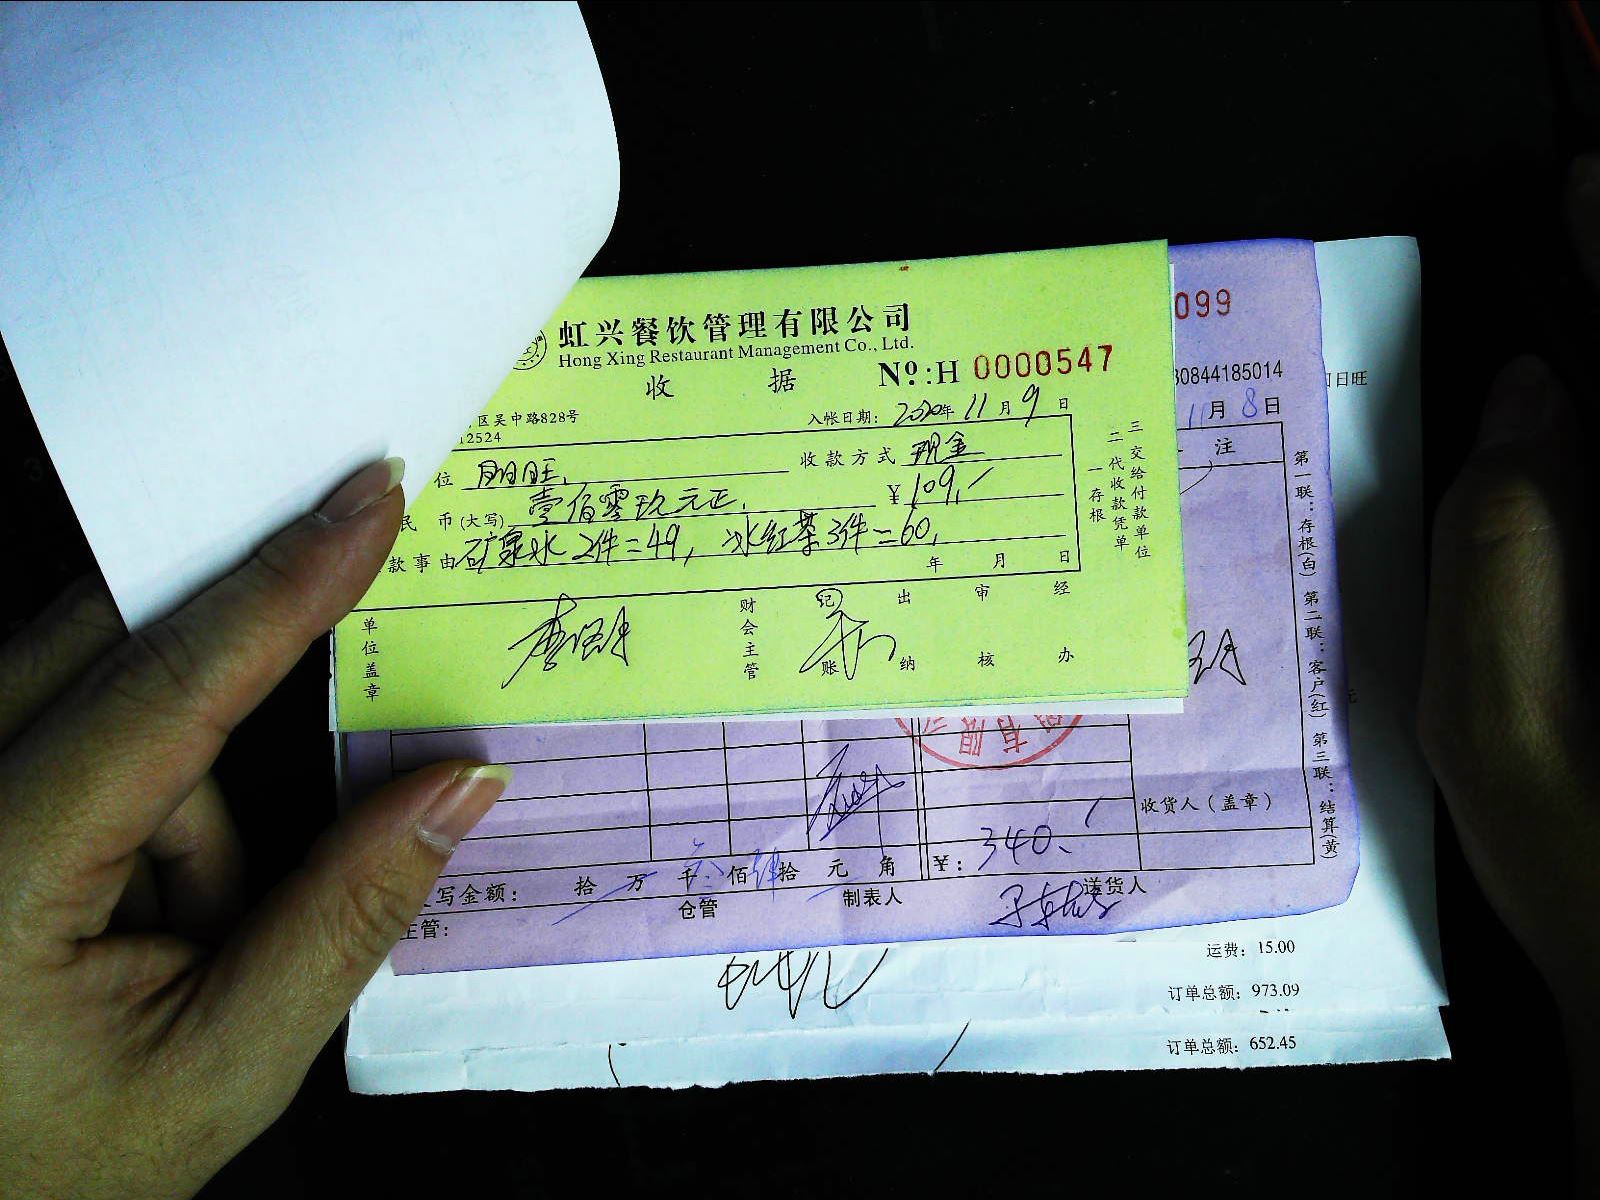 虹兴餐饮管理有限公司
Hong Xing Restaurant Management Co., Ltd.
收 据 No.:H 0000547
区吴中路828号
12524
入帐日期: 2020年 11 月 9 日
位 收款方式 现金
民 币(大写) 壹佰零玖元正. ¥ 109.
款事由 矿泉水2件=49, 冰红茶3件=60,
年 月 日
单位盖章 财会主管 记账 出纳 审核 经办
一存根
二代收款凭单
三交给付款单位
099
30844185014
日旺
11月 8日
注
第一联:存根(白) 第二联:客户(红) 第三联:结算(黄)
有限
收货人(盖章)
写金额: 拾 万 千 佰 肆拾 元 角 ¥: 340.
主管: 仓管 制表人 送货人
运费: 15.00
订单总额: 973.09
订单总额: 652.45